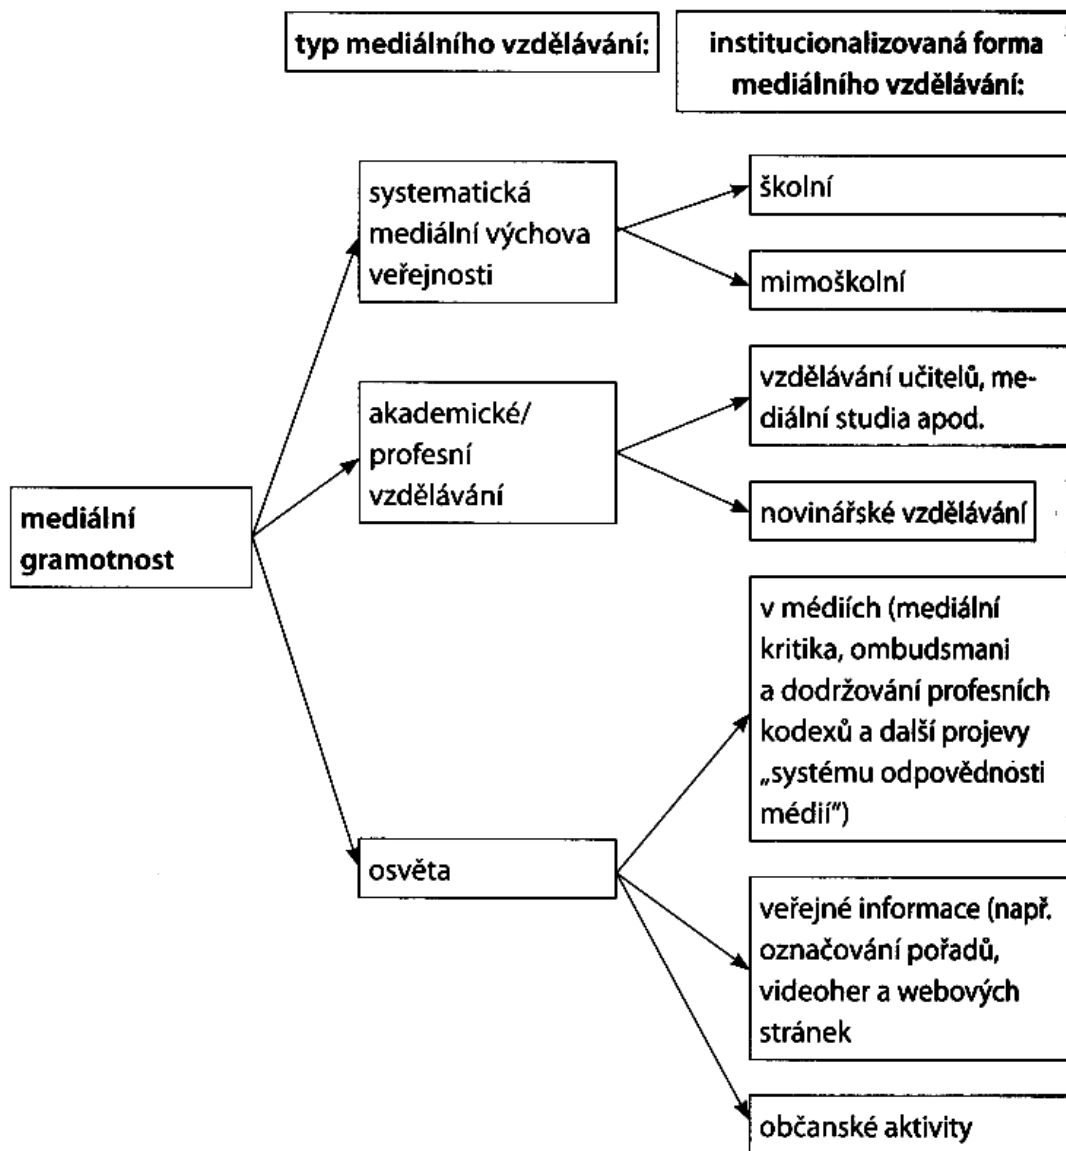 typ mediálního vzdělávání:
institucionalizovaná forma
mediálního vzdělávání:
mediální
gramotnost
systematická
mediální výchova
veřejnosti
školní
mimoškolní
akademické/
profesní
vzdělávání
vzdělávání učitelů, me-
diální studia apod.
novinářské vzdělávání
osvěta
v médiích (mediální
kritika, ombudsmani
a dodržování profesních
kodexů a další projevy
„systému odpovědnosti
médií“)
veřejné informace (např.
označování pořadů,
videoher a webových
stránek
občanské aktivity